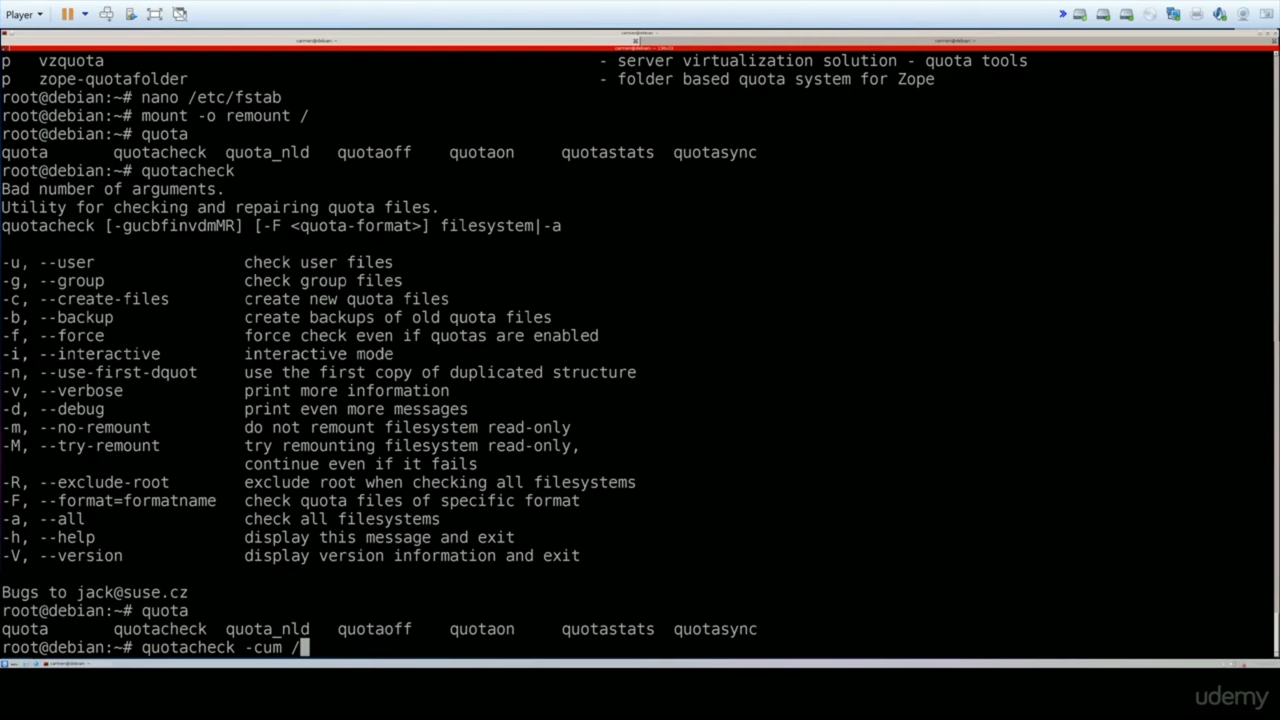 Player
carmen@debian: ~
carmen@debian: ~
carmen@debian: ~
p   vzquota                                                     - server virtualization solution - quota tools
p   zope-quotafolder                                            - folder based quota system for Zope
root@debian:~# nano /etc/fstab
root@debian:~# mount -o remount /
root@debian:~# quota
quota       quotacheck  quota_nld   quotaoff    quotaon     quotastats  quotasync
root@debian:~# quotacheck
Bad number of arguments.
Utility for checking and repairing quota files.
quotacheck [-gucbfinvdmMR] [-F <quota-format>] filesystem|-a
-u, --user                check user files
-g, --group               check group files
-c, --create-files        create new quota files
-b, --backup              create backups of old quota files
-f, --force               force check even if quotas are enabled
-i, --interactive         interactive mode
-n, --use-first-dquot     use the first copy of duplicated structure
-v, --verbose             print more information
-d, --debug               print even more messages
-m, --no-remount          do not remount filesystem read-only
-M, --try-remount         try remounting filesystem read-only,
                          continue even if it fails
-R, --exclude-root        exclude root when checking all filesystems
-F, --format=formatname   check quota files of specific format
-a, --all                 check all filesystems
-h, --help                display this message and exit
-V, --version             display version information and exit
Bugs to jack@suse.cz
root@debian:~# quota
quota       quotacheck  quota_nld   quotaoff    quotaon     quotastats  quotasync
root@debian:~# quotacheck -cum /
carmen@debian: ~
udemy